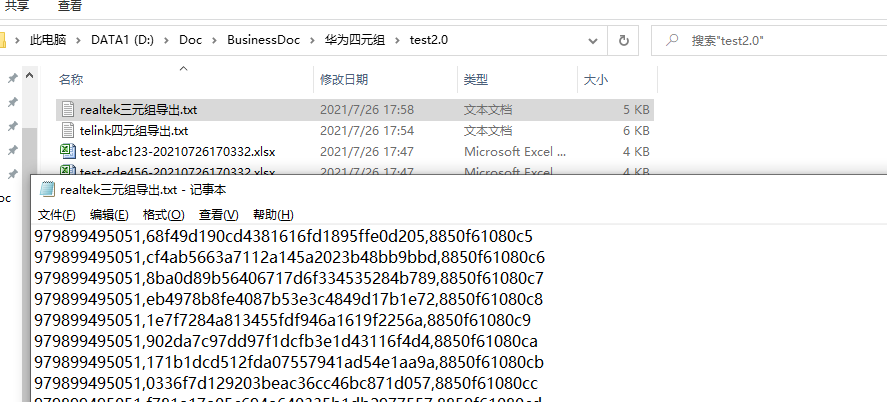 共享 查看
此电脑 DATA1 (D:) Doc BusinessDoc 华为四元组 test2.0 搜索"test2.0"
名称 修改日期 类型 大小
realtek三元组导出.txt 2021/7/26 17:58 文本文档 5 KB
telink四元组导出.txt 2021/7/26 17:54 文本文档 6 KB
test-abc123-20210726170332.xlsx 2021/7/26 17:47 Microsoft Excel ... 4 KB
test-cde456-20210726170332.xlsx 2021/7/26 17:47 Microsoft Excel ... 4 KB
oc
realtek三元组导出.txt - 记事本
文件(F) 编辑(E) 格式(O) 查看(V) 帮助(H)
979899495051,68f49d190cd4381616fd1895ffe0d205,8850f61080c5
979899495051,cf4ab5663a7112a145a2023b48bb9bbd,8850f61080c6
979899495051,8ba0d89b56406717d6f334535284b789,8850f61080c7
979899495051,eb4978b8fe4087b53e3c4849d17b1e72,8850f61080c8
979899495051,1e7f7284a813455fdf946a1619f2256a,8850f61080c9
979899495051,902da7c97dd97f1dcfb3e1d43116f4d4,8850f61080ca
979899495051,171b1dcd512fda07557941ad54e1aa9a,8850f61080cb
979899495051,0336f7d129203beac36cc46bc871d057,8850f61080cc